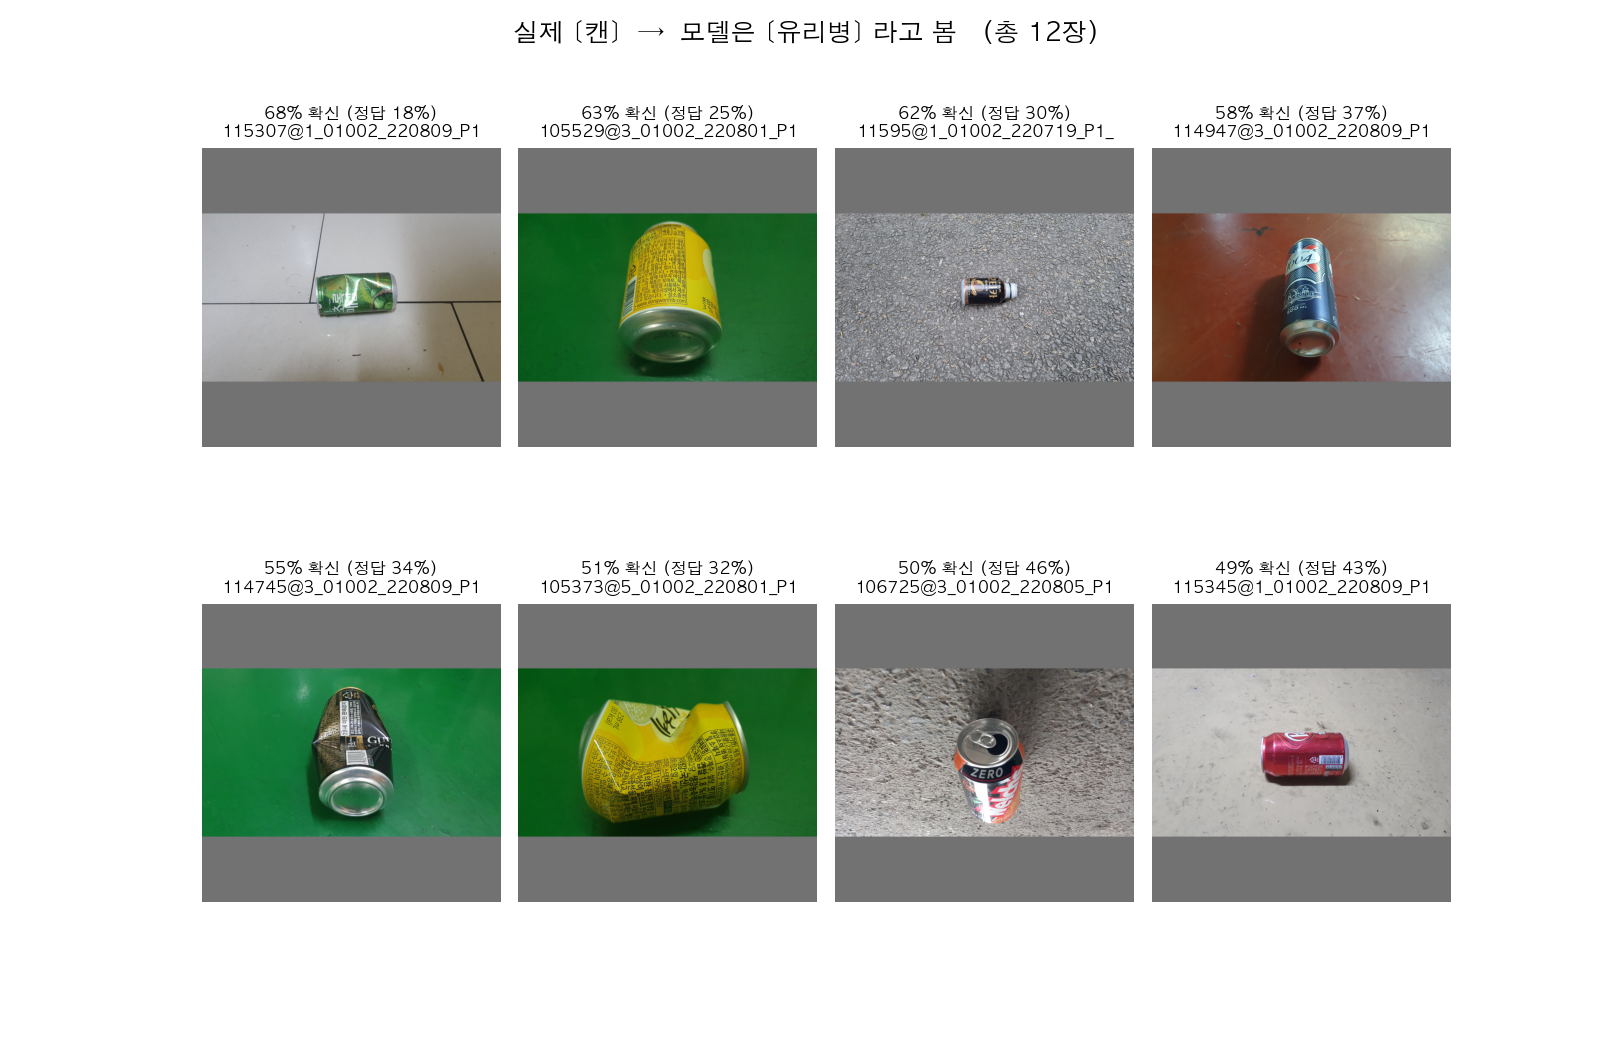 실제 [캔] → 모델은 [유리병] 라고 봄 (총 12장)
68% 확신 (정답 18%)
115307@1_01002_220809_P1
63% 확신 (정답 25%)
105529@3_01002_220801_P1
62% 확신 (정답 30%)
11595@1_01002_220719_P1_
58% 확신 (정답 37%)
114947@3_01002_220809_P1
55% 확신 (정답 34%)
114745@3_01002_220809_P1
51% 확신 (정답 32%)
105373@5_01002_220801_P1
50% 확신 (정답 46%)
106725@3_01002_220805_P1
49% 확신 (정답 43%)
115345@1_01002_220809_P1
ZERO